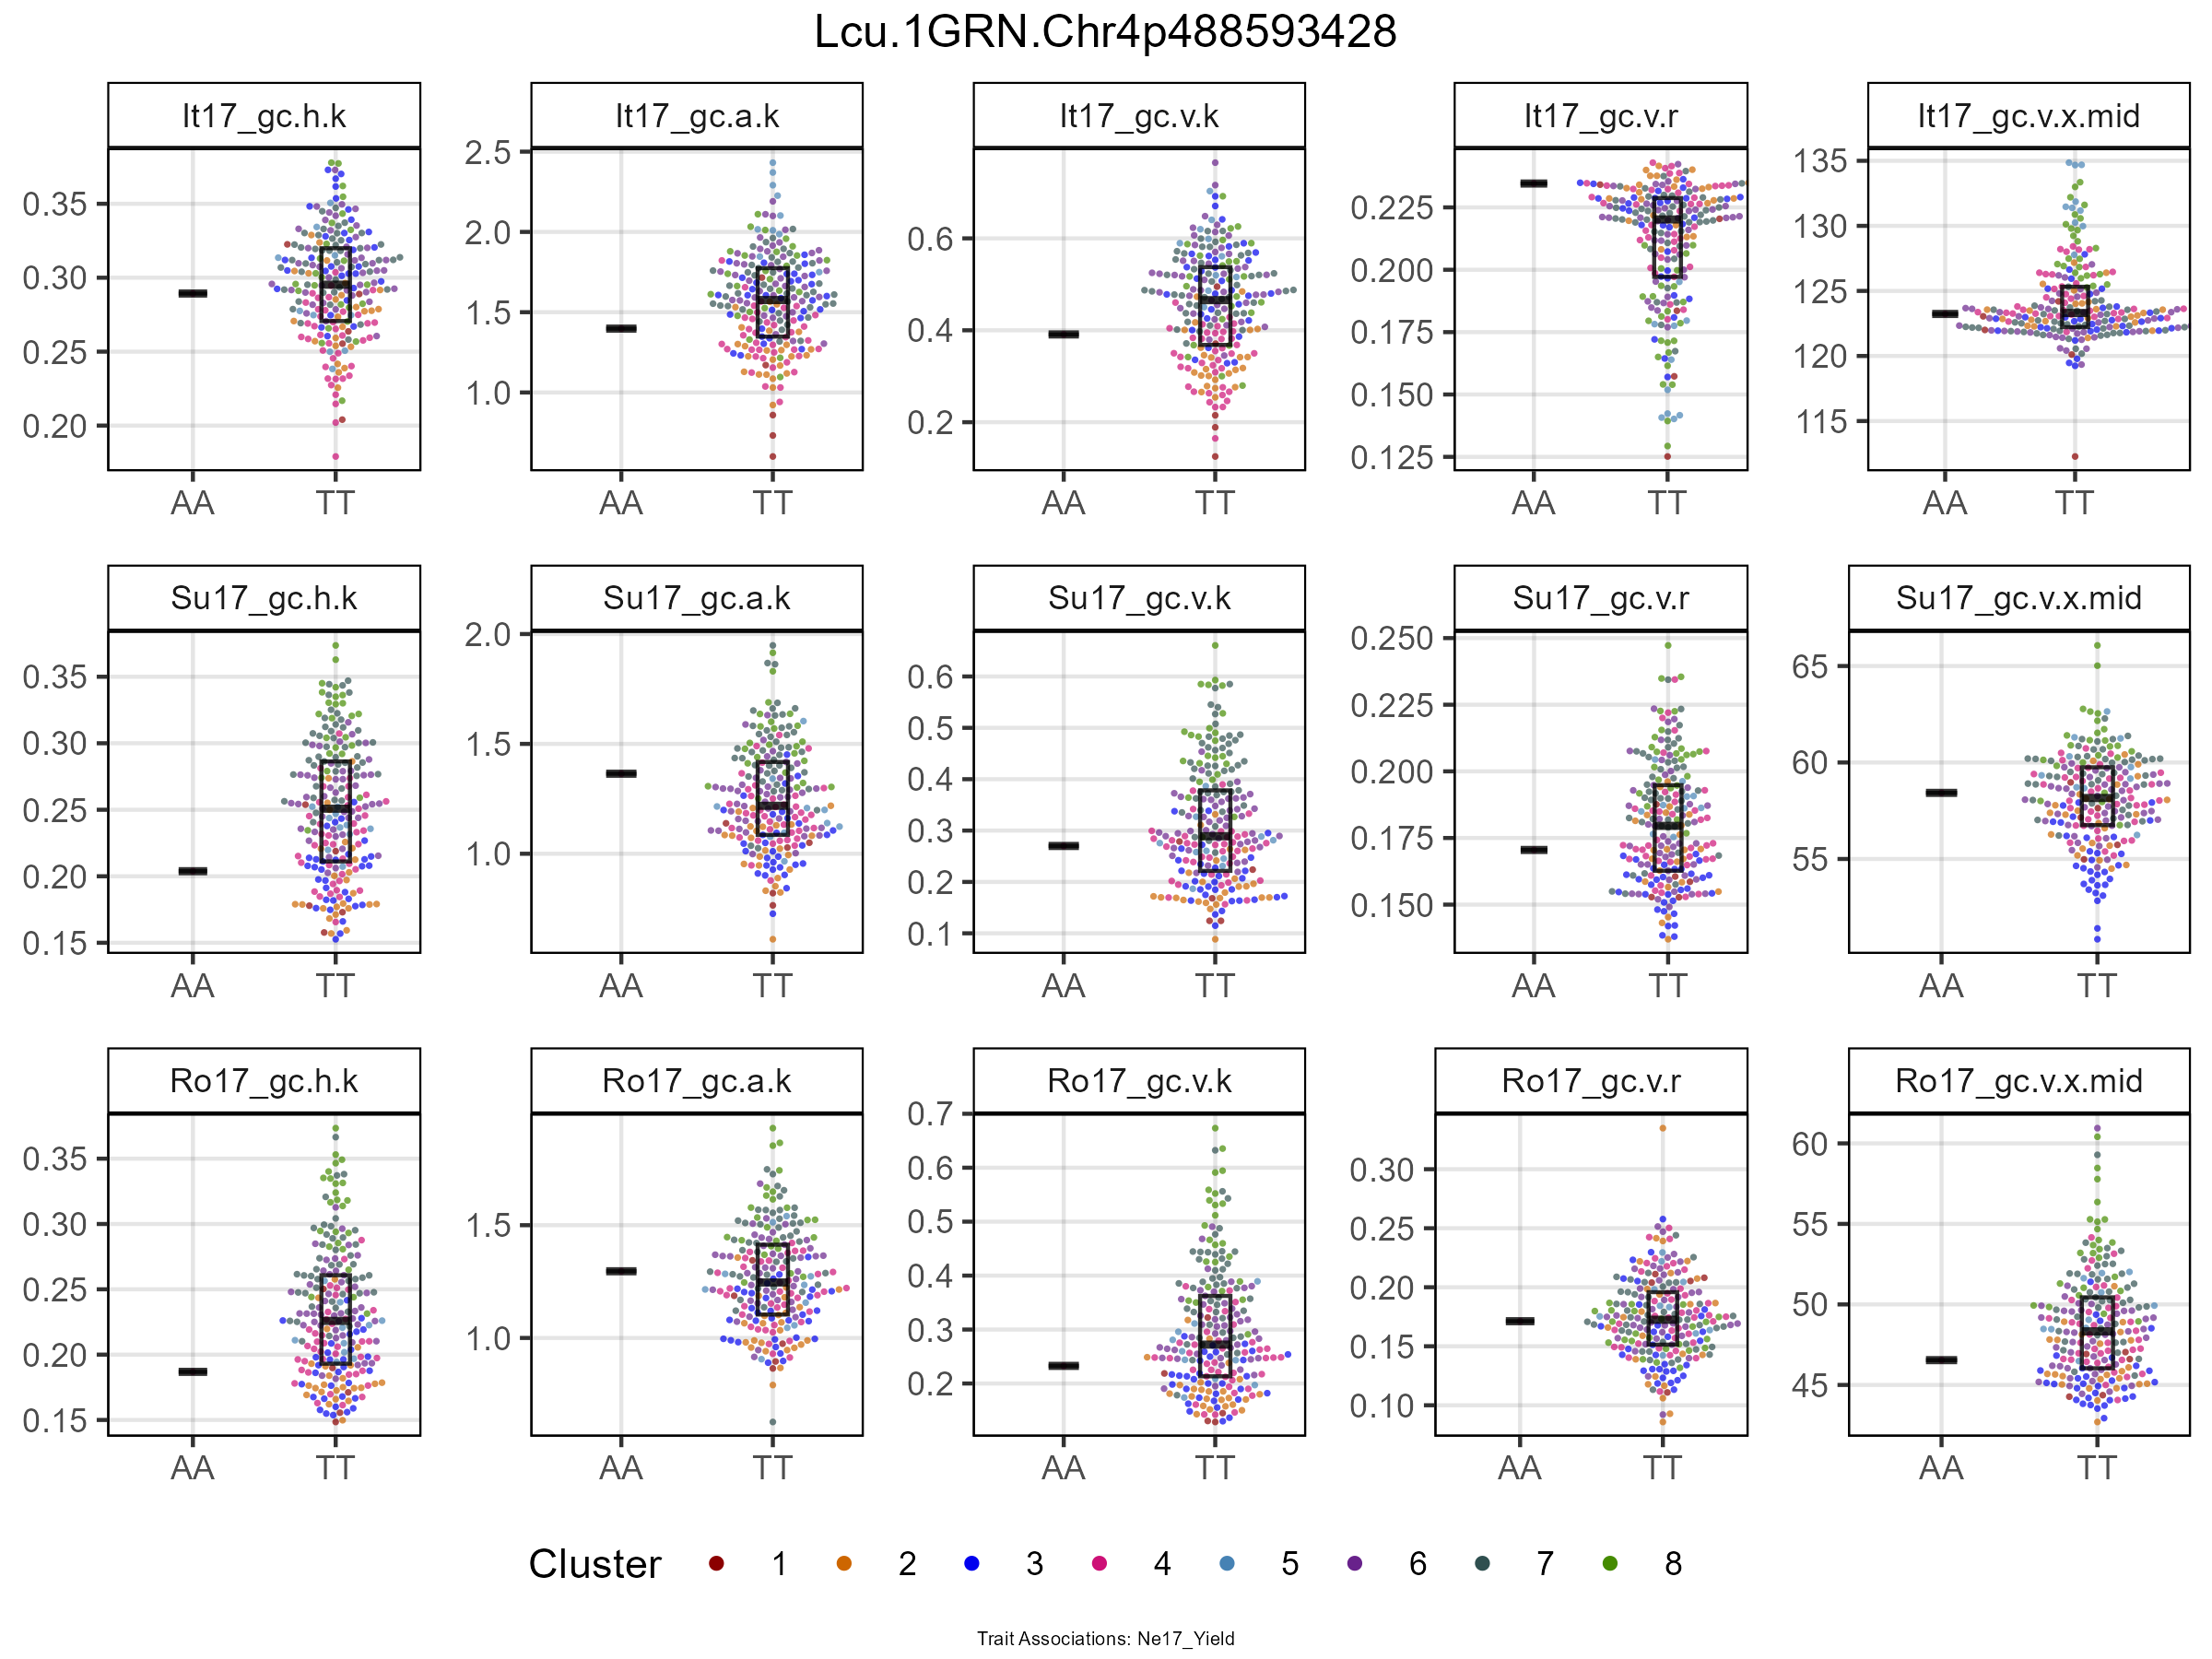 Lcu.1GRN.Chr4p488593428
It17_gc.h.k
It17_gc.a.k
It17_gc.v.k
It17_gc.v.r
It17_gc.v.x.mid
0.35
0.30
0.25
0.20
AA TT
2.5
2.0
1.5
1.0
AA TT
0.6
0.4
0.2
AA TT
0.225
0.200
0.175
0.150
0.125
AA TT
135
130
125
120
115
AA TT
Su17_gc.h.k
Su17_gc.a.k
Su17_gc.v.k
Su17_gc.v.r
Su17_gc.v.x.mid
0.35
0.30
0.25
0.20
0.15
AA TT
2.0
1.5
1.0
AA TT
0.6
0.5
0.4
0.3
0.2
0.1
AA TT
0.250
0.225
0.200
0.175
0.150
AA TT
65
60
55
AA TT
Ro17_gc.h.k
Ro17_gc.a.k
Ro17_gc.v.k
Ro17_gc.v.r
Ro17_gc.v.x.mid
0.35
0.30
0.25
0.20
0.15
AA TT
1.5
1.0
AA TT
0.7
0.6
0.5
0.4
0.3
0.2
AA TT
0.30
0.25
0.20
0.15
0.10
AA TT
60
55
50
45
AA TT
Cluster 1 2 3 4 5 6 7 8
Trait Associations: Ne17_Yield